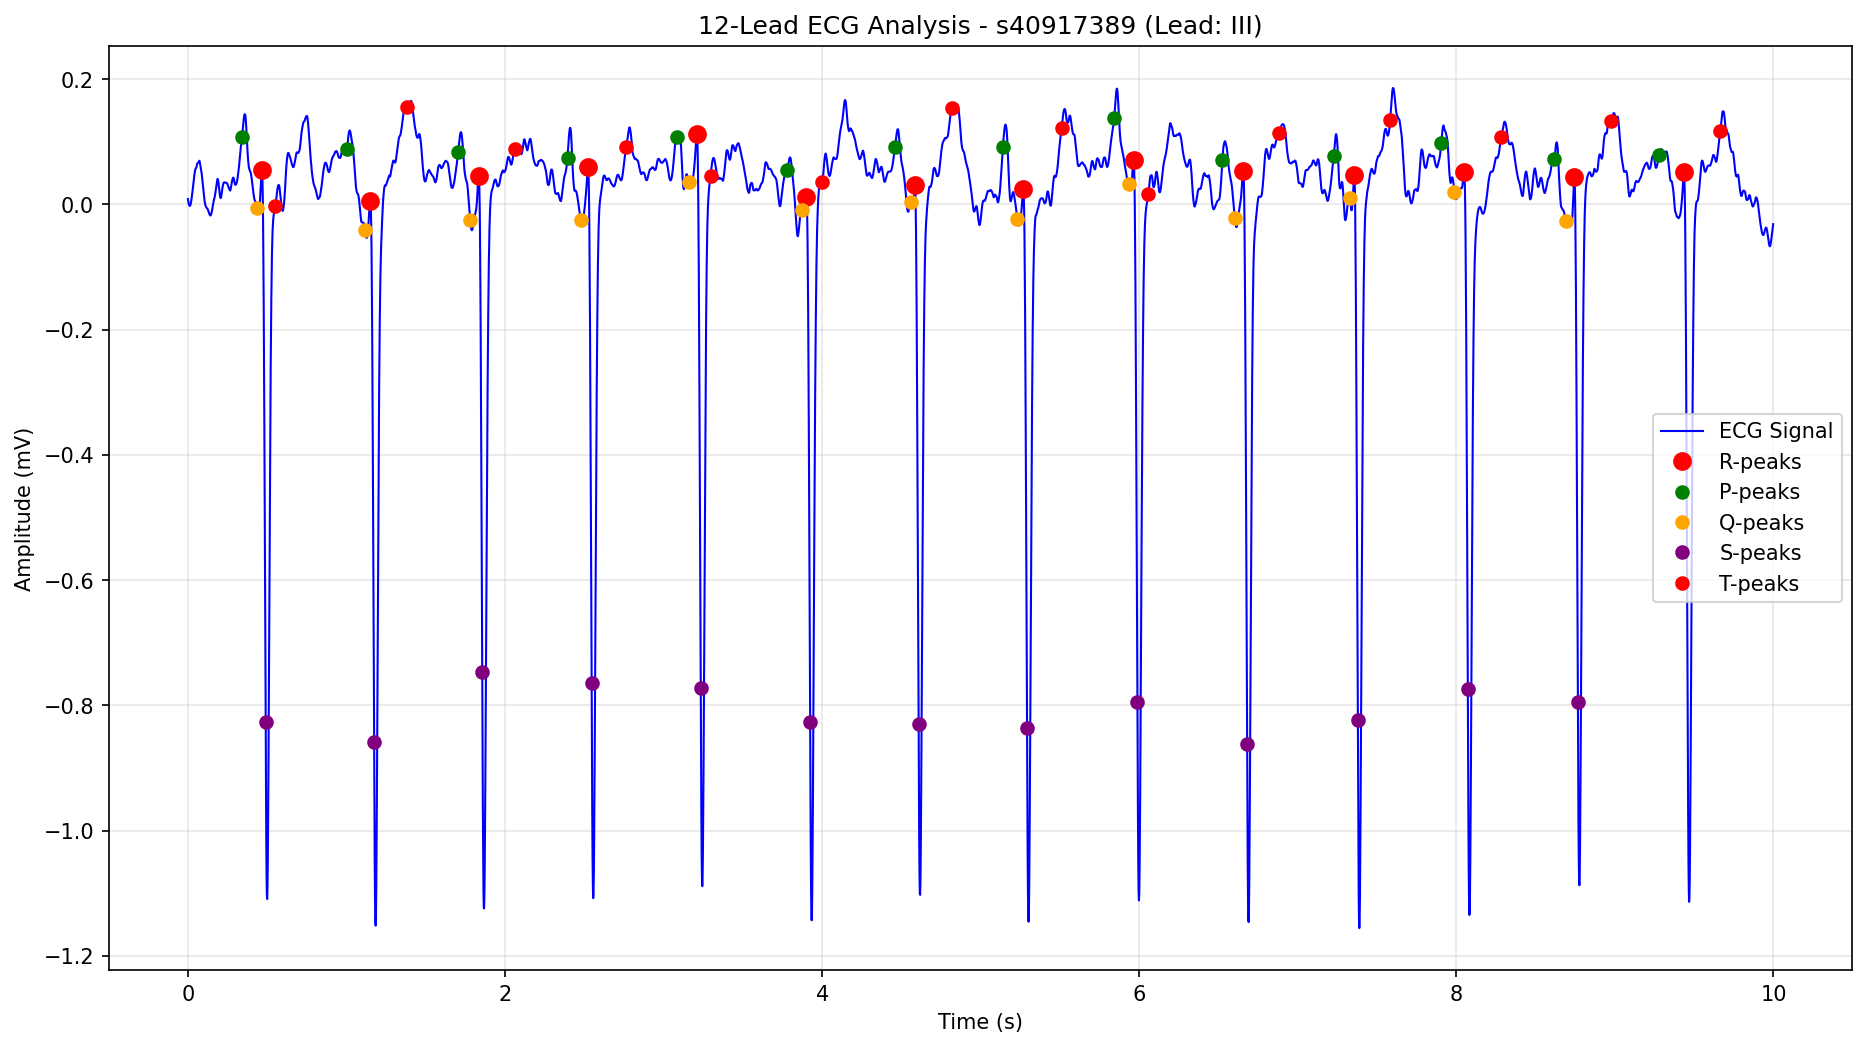 12-Lead ECG Analysis - s40917389 (Lead: III)
Amplitude (mV)
0.2
0.0
−0.2
−0.4
−0.6
−0.8
−1.0
−1.2
ECG Signal
R-peaks
P-peaks
Q-peaks
S-peaks
T-peaks
0 2 4 6 8 10
Time (s)